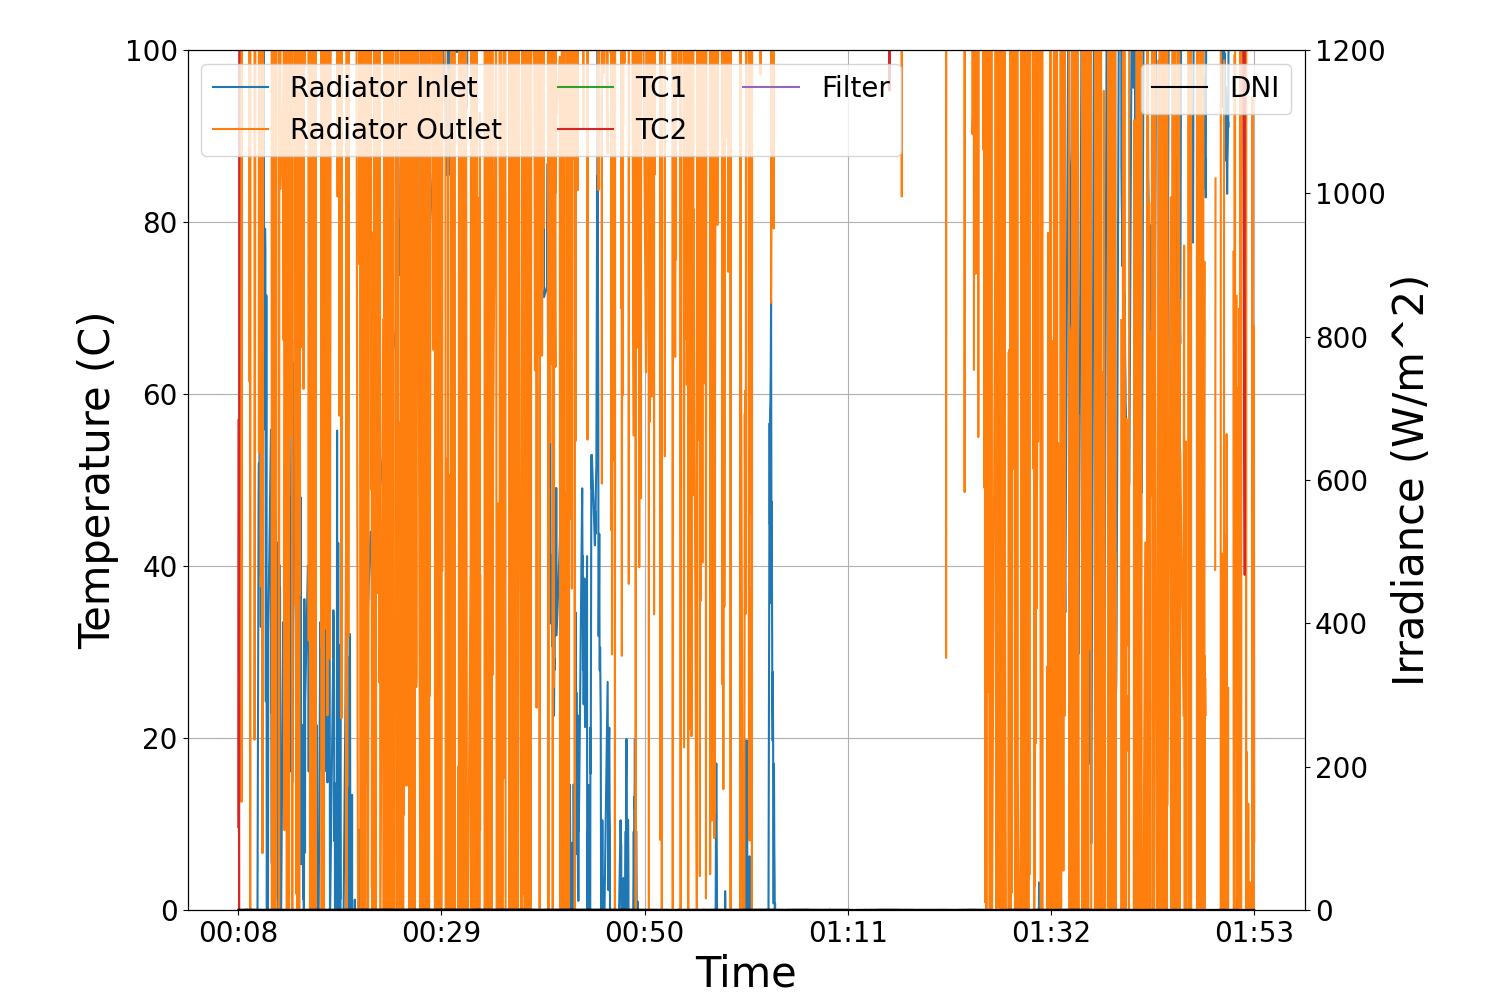 Radiator Inlet
Radiator Outlet
TC1
TC2
Filter
DNI
100
80
60
40
20
0
Temperature (C)
1200
1000
800
600
400
200
0
Irradiance (W/m^2)
00:08 00:29 00:50 01:11 01:32 01:53
Time